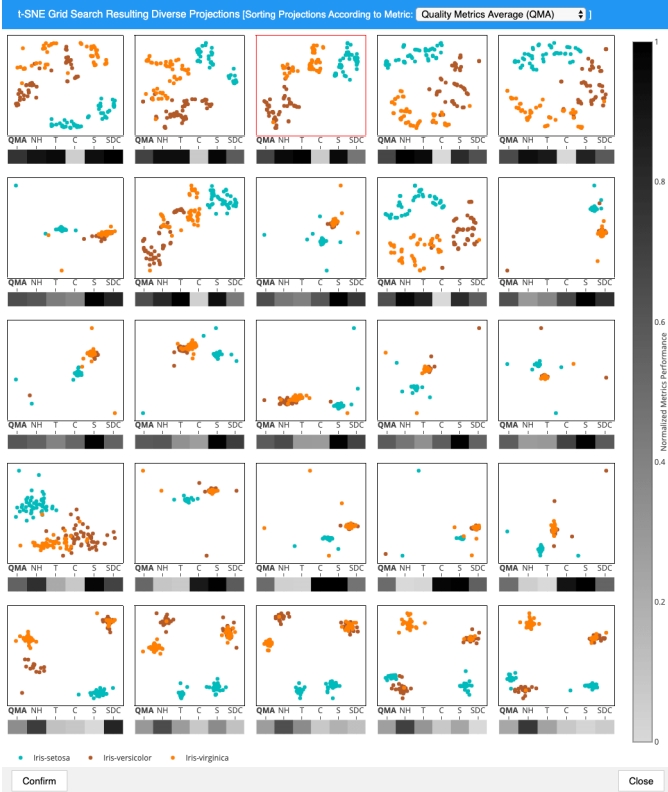 t-SNE Grid Search Resulting Diverse Projections [Sorting Projections According to Metric: Quality Metrics Average (QMA) ]
QMA NH T C S SDC QMA NH T C S SDC QMA NH T C S SDC QMA NH T C S SDC QMA NH T C S SDC
QMA NH T C S SDC QMA NH T C S SDC QMA NH T C S SDC QMA NH T C S SDC QMA NH T C S SDC
QMA NH T C S SDC QMA NH T C S SDC QMA NH T C S SDC QMA NH T C S SDC QMA NH T C S SDC
QMA NH T C S SDC QMA NH T C S SDC QMA NH T C S SDC QMA NH T C S SDC QMA NH T C S SDC
QMA NH T C S SDC QMA NH T C S SDC QMA NH T C S SDC QMA NH T C S SDC QMA NH T C S SDC
1
0.8
0.6
0.4
0.2
0
Normalized Metrics Performance
Iris-setosa Iris-versicolor Iris-virginica
Confirm Close